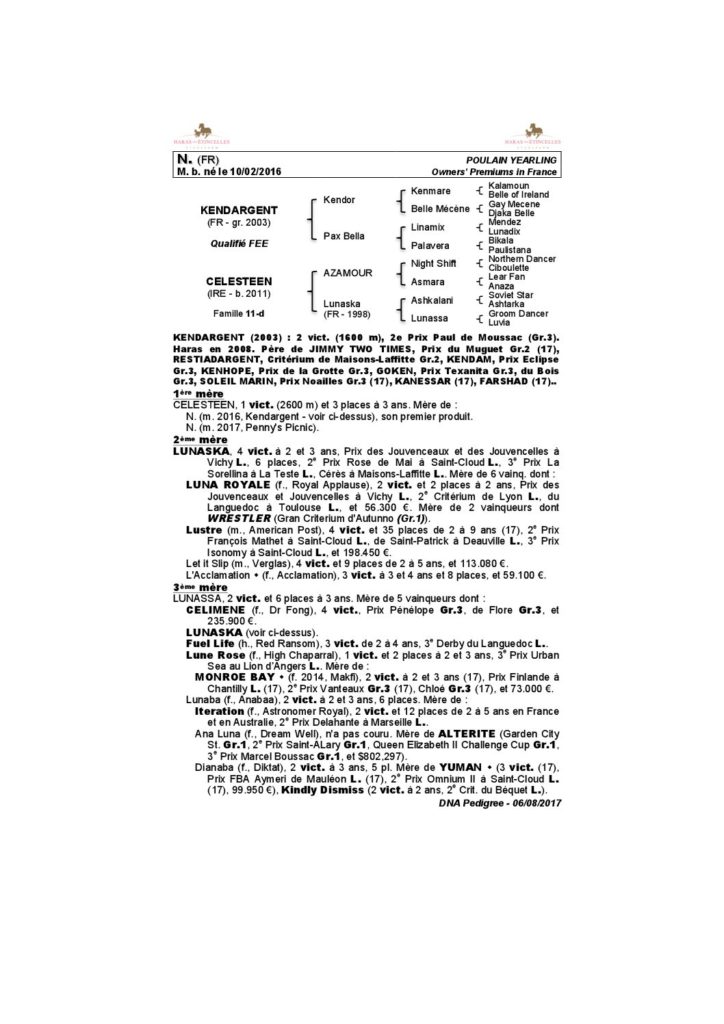 HARAS DES ETINCELLES
HARAS DES ETINCELLES
N. (FR) POULAIN YEARLING
M. b. né le 10/02/2016 Owners' Premiums in France
KENDARGENT
(FR - gr. 2003)
Qualifié FEE
CELESTEEN
(IRE - b. 2011)
Famille 11-d
Kendor
Pax Bella
AZAMOUR
Lunaska
(FR - 1998)
Kenmare
Belle Mécène
Linamix
Palavera
Night Shift
Asmara
Ashkalani
Lunassa
Kalamoun
Belle of Ireland
Gay Mecene
Djaka Belle
Mendez
Lunadix
Bikala
Paulistana
Northern Dancer
Ciboulette
Lear Fan
Anaza
Soviet Star
Ashtarka
Groom Dancer
Luvia
KENDARGENT (2003) : 2 vict. (1600 m), 2e Prix Paul de Moussac (Gr.3).
Haras en 2008. Père de JIMMY TWO TIMES, Prix du Muguet Gr.2 (17),
RESTIADARGENT, Critérium de Maisons-Laffitte Gr.2, KENDAM, Prix Eclipse
Gr.3, KENHOPE, Prix de la Grotte Gr.3, GOKEN, Prix Texanita Gr.3, du Bois
Gr.3, SOLEIL MARIN, Prix Noailles Gr.3 (17), KANESSAR (17), FARSHAD (17)..
1ère mère
CELESTEEN, 1 vict. (2600 m) et 3 places à 3 ans. Mère de :
N. (m. 2016, Kendargent - voir ci-dessus), son premier produit.
N. (m. 2017, Penny's Picnic).
2ème mère
LUNASKA, 4 vict. à 2 et 3 ans, Prix des Jouvenceaux et des Jouvencelles à
Vichy L., 6 places, 2° Prix Rose de Mai à Saint-Cloud L., 3° Prix La
Sorellina à La Teste L., Cérès à Maisons-Laffitte L.. Mère de 6 vainq. dont :
LUNA ROYALE (f., Royal Applause), 2 vict. et 2 places à 2 ans, Prix des
Jouvenceaux et Jouvencelles à Vichy L., 2° Critérium de Lyon L., du
Languedoc à Toulouse L., et 56.300 €. Mère de 2 vainqueurs dont
WRESTLER (Gran Criterium d'Autunno (Gr.1)).
Lustre (m., American Post), 4 vict. et 35 places de 2 à 9 ans (17), 2° Prix
François Mathet à Saint-Cloud L., de Saint-Patrick à Deauville L., 3° Prix
Isonomy à Saint-Cloud L., et 198.450 €.
Let it Slip (m., Verglas), 4 vict. et 9 places de 2 à 5 ans, et 113.080 €.
L'Acclamation ♦ (f., Acclamation), 3 vict. à 3 et 4 ans et 8 places, et 59.100 €.
3ème mère
LUNASSA, 2 vict. et 6 places à 3 ans. Mère de 5 vainqueurs dont :
CELIMENE (f., Dr Fong), 4 vict., Prix Pénélope Gr.3, de Flore Gr.3, et
235.900 €.
LUNASKA (voir ci-dessus).
Fuel Life (h., Red Ransom), 3 vict. de 2 à 4 ans, 3° Derby du Languedoc L..
Lune Rose (f., High Chaparral), 1 vict. et 2 places à 2 et 3 ans, 3° Prix Urban
Sea au Lion d'Angers L.. Mère de :
MONROE BAY ♦ (f. 2014, Makfi), 2 vict. à 2 et 3 ans (17), Prix Finlande à
Chantilly L. (17), 2° Prix Vanteaux Gr.3 (17), Chloé Gr.3 (17), et 73.000 €.
Lunaba (f., Anabaa), 2 vict. à 2 et 3 ans, 6 places. Mère de :
Iteration (f., Astronomer Royal), 2 vict. et 12 places de 2 à 5 ans en France
et en Australie, 2° Prix Delahante à Marseille L..
Ana Luna (f., Dream Well), n'a pas couru. Mère de ALTERITE (Garden City
St. Gr.1, 2° Prix Saint-ALary Gr.1, Queen Elizabeth II Challenge Cup Gr.1,
3° Prix Marcel Boussac Gr.1, et $802,297).
Dianaba (f., Diktat), 2 vict. à 3 ans, 5 pl. Mère de YUMAN ♦ (3 vict. (17),
Prix FBA Aymeri de Mauléon L. (17), 2° Prix Omnium II à Saint-Cloud L.
(17), 99.950 €), Kindly Dismiss (2 vict. à 2 ans, 2° Crit. du Béquet L.).
DNA Pedigree - 06/08/2017